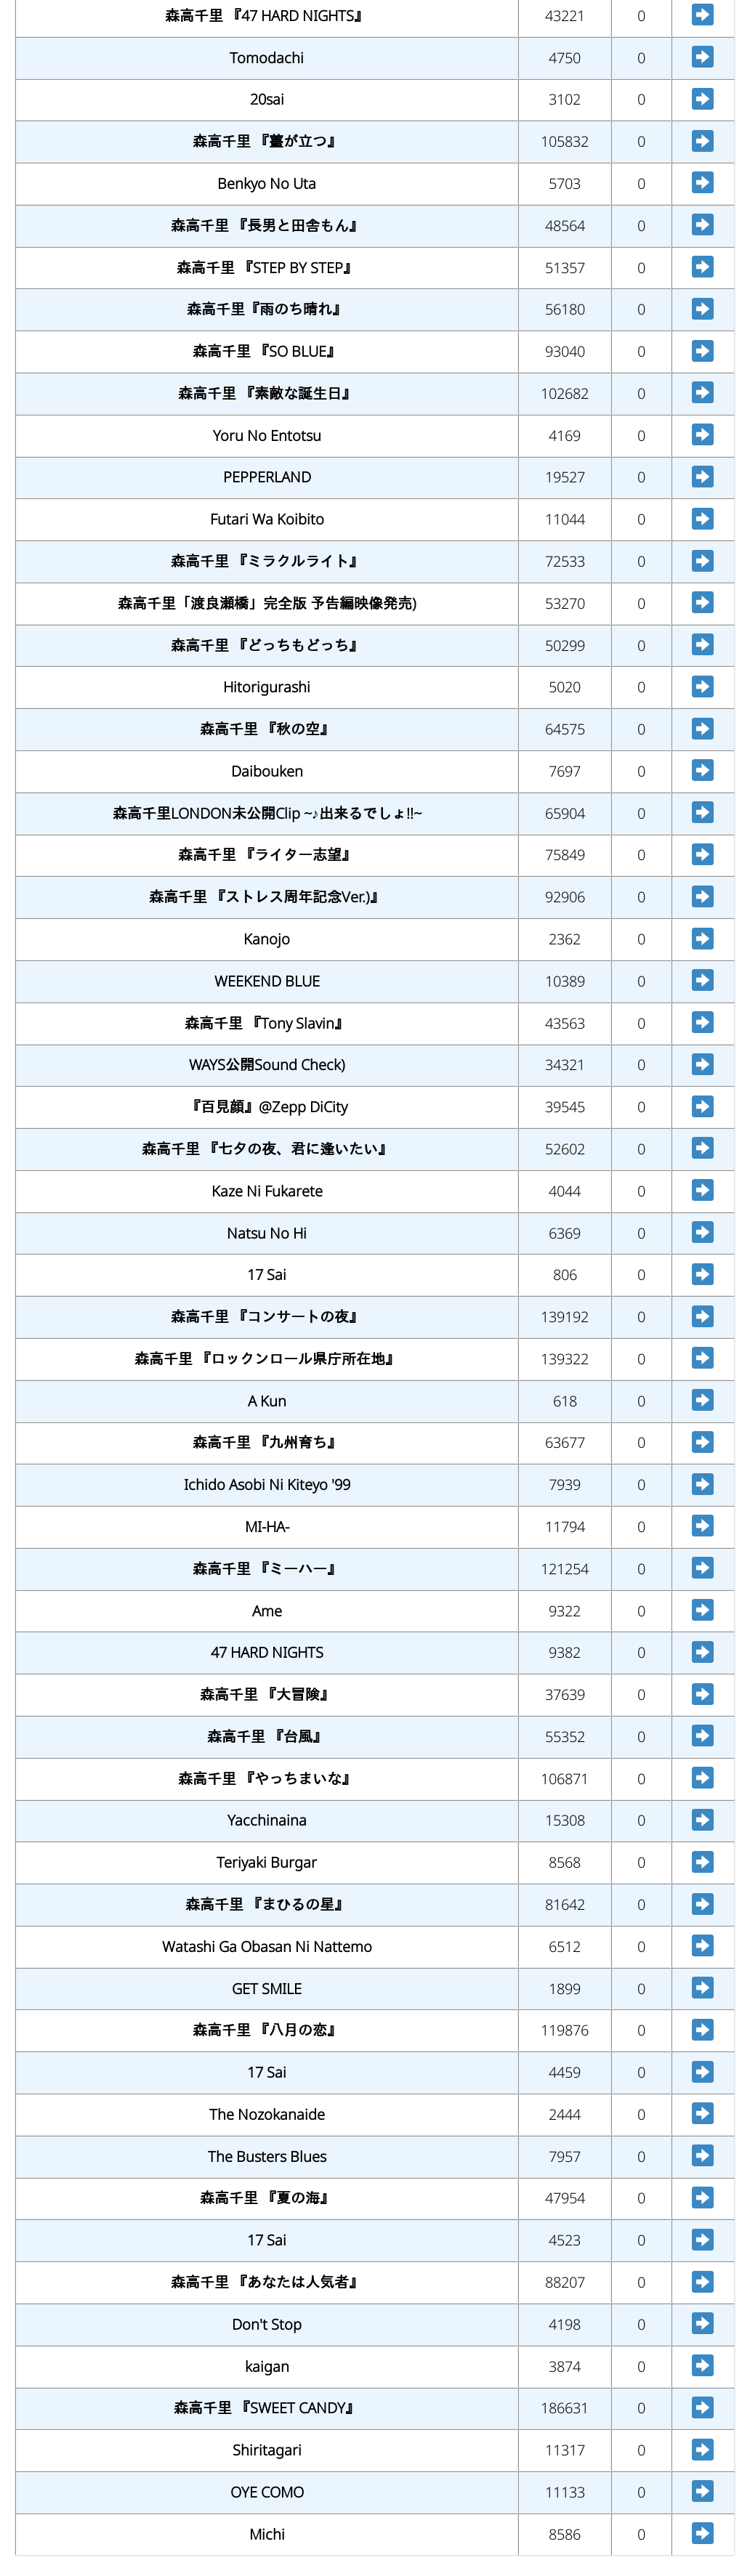 森高千里 『47 HARD NIGHTS』 43221 0
Tomodachi 4750 0
20sai 3102 0
森高千里 『薹が立つ』 105832 0
Benkyo No Uta 5703 0
森高千里 『長男と田舎もん』 48564 0
森高千里 『STEP BY STEP』 51357 0
森高千里『雨のち晴れ』 56180 0
森高千里 『SO BLUE』 93040 0
森高千里 『素敵な誕生日』 102682 0
Yoru No Entotsu 4169 0
PEPPERLAND 19527 0
Futari Wa Koibito 11044 0
森高千里 『ミラクルライト』 72533 0
森高千里「渡良瀬橋」完全版 予告編映像発売) 53270 0
森高千里 『どっちもどっち』 50299 0
Hitorigurashi 5020 0
森高千里 『秋の空』 64575 0
Daibouken 7697 0
森高千里LONDON未公開Clip ~♪出来るでしょ!!~ 65904 0
森高千里 『ライター志望』 75849 0
森高千里 『ストレス周年記念Ver.)』 92906 0
Kanojo 2362 0
WEEKEND BLUE 10389 0
森高千里 『Tony Slavin』 43563 0
WAYS公開Sound Check) 34321 0
『百見顔』@Zepp DiCity 39545 0
森高千里 『七夕の夜、君に逢いたい』 52602 0
Kaze Ni Fukarete 4044 0
Natsu No Hi 6369 0
17 Sai 806 0
森高千里 『コンサートの夜』 139192 0
森高千里 『ロックンロール県庁所在地』 139322 0
A Kun 618 0
森高千里 『九州育ち』 63677 0
Ichido Asobi Ni Kiteyo '99 7939 0
MI-HA- 11794 0
森高千里 『ミーハー』 121254 0
Ame 9322 0
47 HARD NIGHTS 9382 0
森高千里 『大冒険』 37639 0
森高千里 『台風』 55352 0
森高千里 『やっちまいな』 106871 0
Yacchinaina 15308 0
Teriyaki Burgar 8568 0
森高千里 『まひるの星』 81642 0
Watashi Ga Obasan Ni Nattemo 6512 0
GET SMILE 1899 0
森高千里 『八月の恋』 119876 0
17 Sai 4459 0
The Nozokanaide 2444 0
The Busters Blues 7957 0
森高千里 『夏の海』 47954 0
17 Sai 4523 0
森高千里 『あなたは人気者』 88207 0
Don't Stop 4198 0
kaigan 3874 0
森高千里 『SWEET CANDY』 186631 0
Shiritagari 11317 0
OYE COMO 11133 0
Michi 8586 0